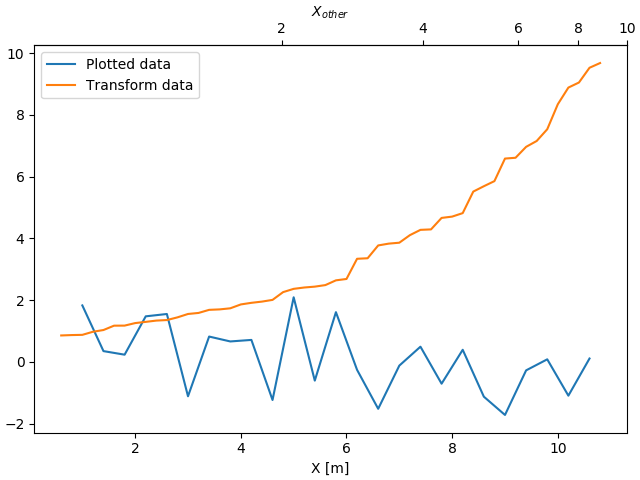 X_other
2 4 6 8 10
Plotted data
Transform data
10
8
6
4
2
0
−2
2 4 6 8 10
X [m]